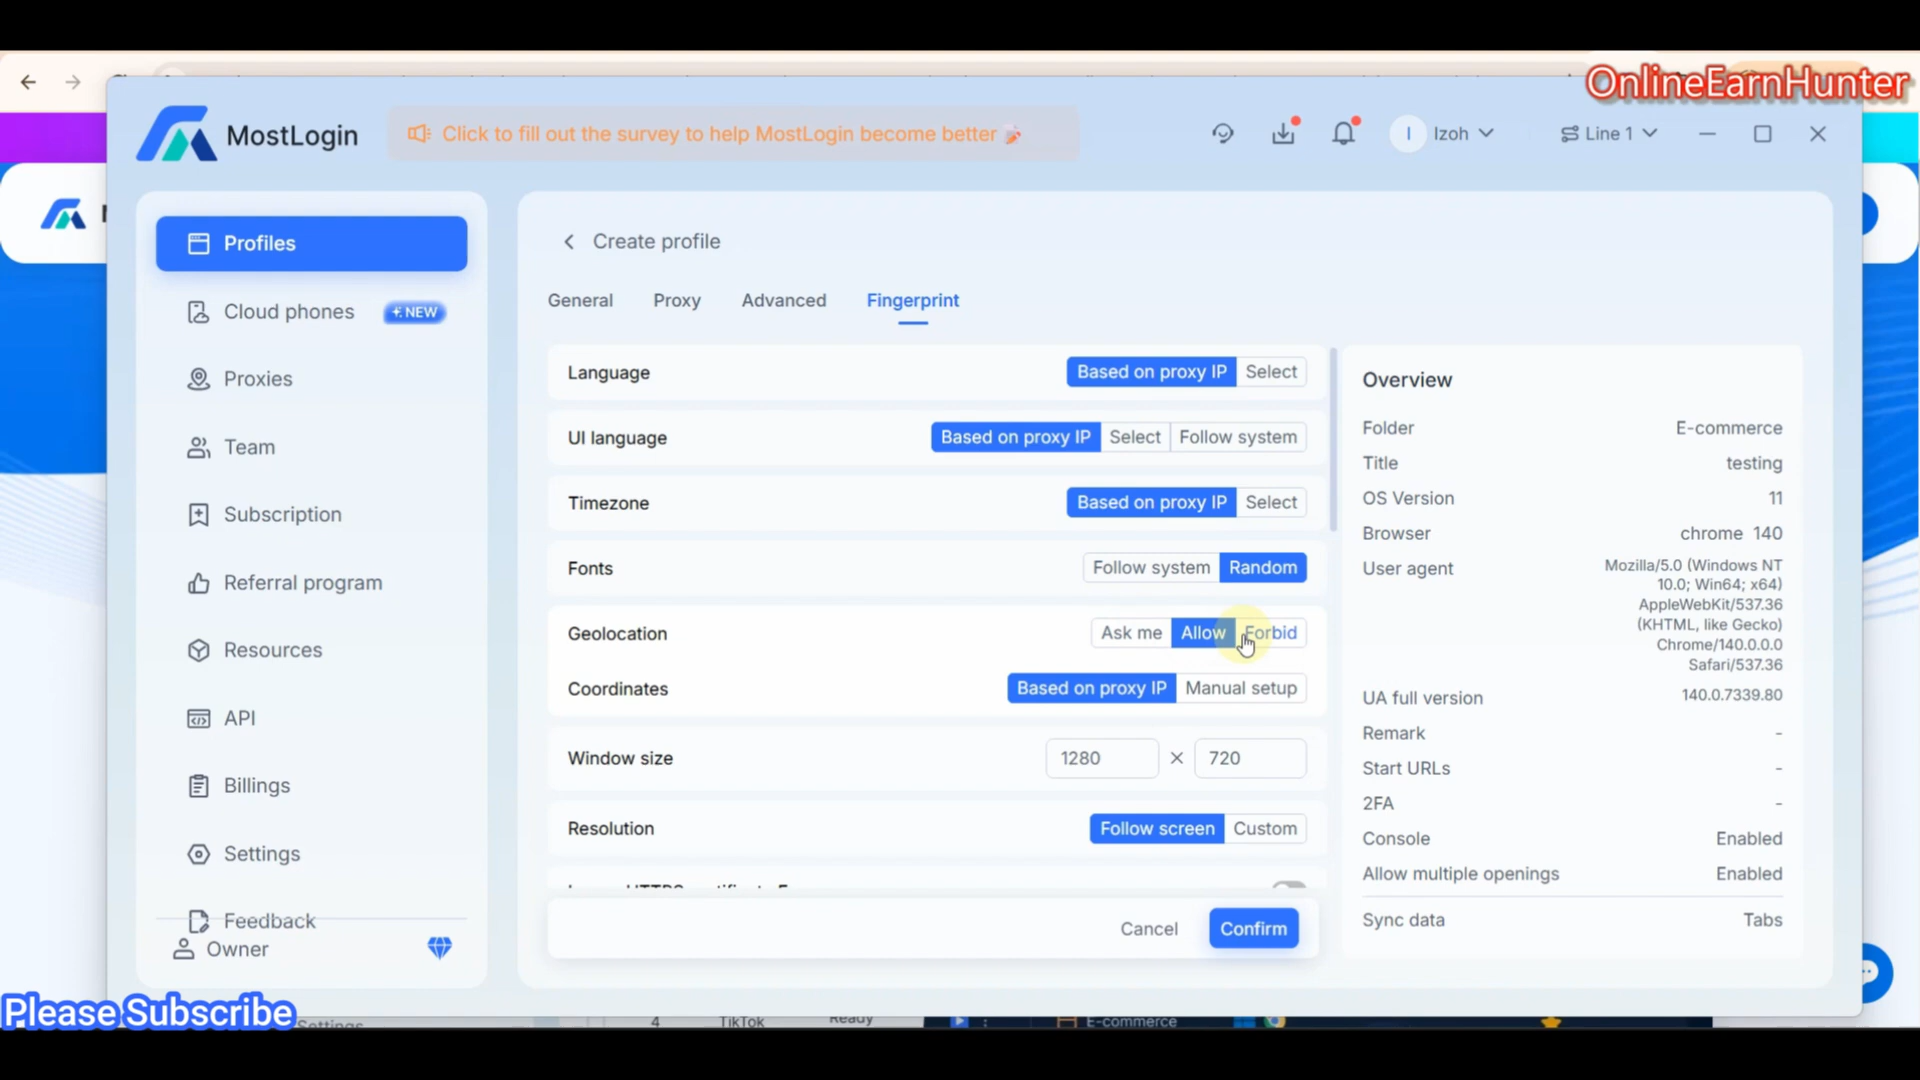 OnlineEarnHunter
MostLogin
Click to fill out the survey to help MostLogin become better
I
Izoh
Line 1
Profiles
Cloud phones
NEW
Proxies
Team
Subscription
Referral program
Resources
API
Billings
Settings
Feedback
Owner
Create profile
General Proxy Advanced Fingerprint
Language Based on proxy IP Select
UI language Based on proxy IP Select Follow system
Timezone Based on proxy IP Select
Fonts Follow system Random
Geolocation Ask me Allow Forbid
Coordinates Based on proxy IP Manual setup
Window size 1280 × 720
Resolution Follow screen Custom
Cancel Confirm
Overview
Folder E-commerce
Title testing
OS Version 11
Browser chrome 140
User agent Mozilla/5.0 (Windows NT
10.0; Win64; x64)
AppleWebKit/537.36
(KHTML, like Gecko)
Chrome/140.0.0.0
Safari/537.36
UA full version 140.0.7339.80
Remark -
Start URLs -
2FA -
Console Enabled
Allow multiple openings Enabled
Sync data Tabs
Please Subscribe
Settings 4 TikTok Ready E-commerce